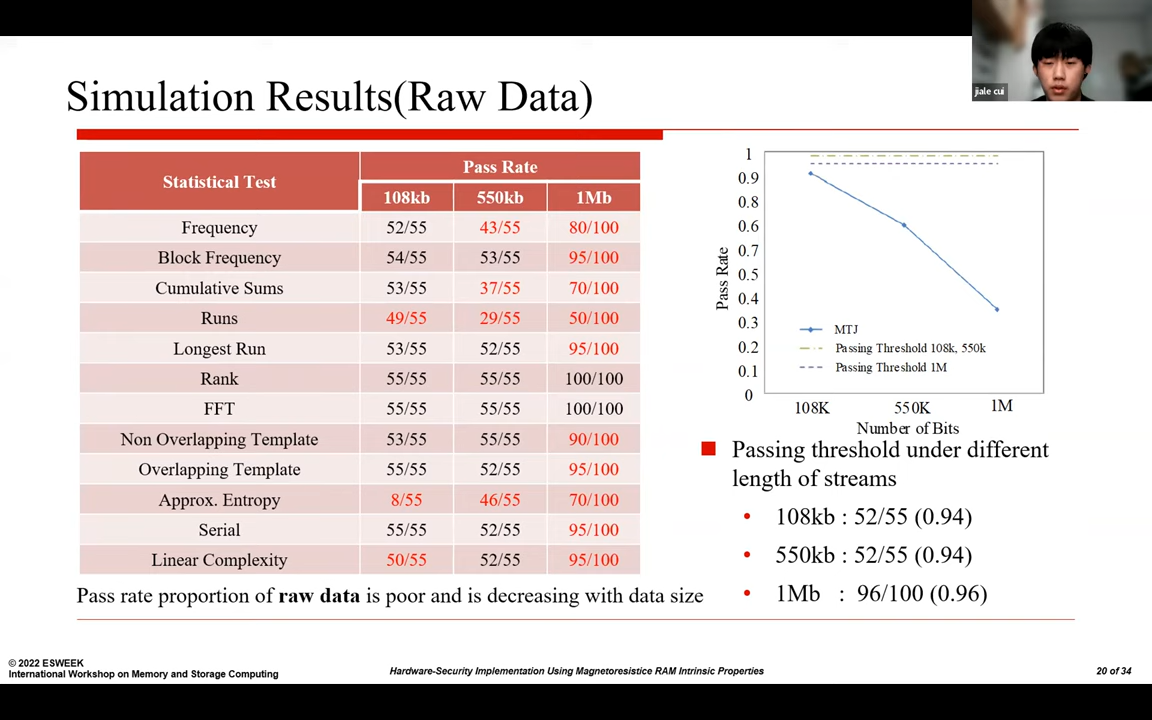 jiale cui
Simulation Results(Raw Data)
Statistical Test
Pass Rate
108kb 550kb 1Mb
Frequency 52/55 43/55 80/100
Block Frequency 54/55 53/55 95/100
Cumulative Sums 53/55 37/55 70/100
Runs 49/55 29/55 50/100
Longest Run 53/55 52/55 95/100
Rank 55/55 55/55 100/100
FFT 55/55 55/55 100/100
Non Overlapping Template 53/55 55/55 90/100
Overlapping Template 55/55 52/55 95/100
Approx. Entropy 8/55 46/55 70/100
Serial 55/55 52/55 95/100
Linear Complexity 50/55 52/55 95/100
Pass rate proportion of raw data is poor and is decreasing with data size
1
0.9
0.8
0.6
0.7
0.5
0.4
0.3
0.2
0.1
0
Pass Rate
MTJ
Passing Threshold 108k, 550k
Passing Threshold 1M
108K 550K 1M
Number of Bits
Passing threshold under different
length of streams
• 108kb : 52/55 (0.94)
• 550kb : 52/55 (0.94)
• 1Mb : 96/100 (0.96)
© 2022 ESWEEK
International Workshop on Memory and Storage Computing
Hardware-Security Implementation Using Magnetoresistice RAM Intrinsic Properties
20 of 34